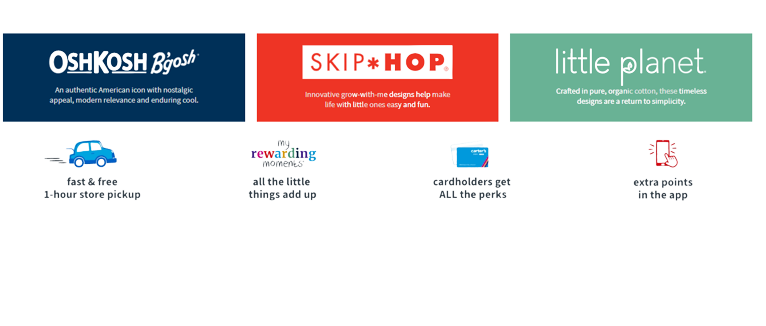 OSHKOSH B'gosh
An authentic American icon with nostalgic
appeal, modern relevance and enduring cool.
SKIP*HOP®
Innovative grow-with-me designs help make
life with little ones easy and fun.
little planet
Crafted in pure, organic cotton, these timeless
designs are a return to simplicity.
fast & free
1-hour store pickup
my
rewarding
moments
all the little
things add up
carter's
cardholders get
ALL the perks
extra points
in the app